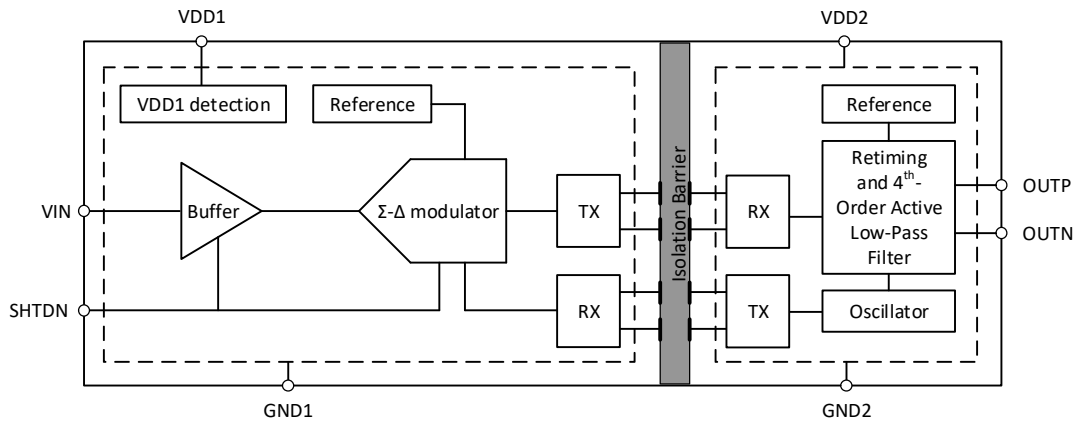 VDD1
VDD2
VDD1 detection
Reference
Reference
Isolation Barrier
VIN
Buffer
Σ-Δ modulator
TX
RX
Retiming
and 4th-
Order Active
Low-Pass
Filter
OUTP
OUTN
SHTDN
RX
TX
Oscillator
GND1
GND2